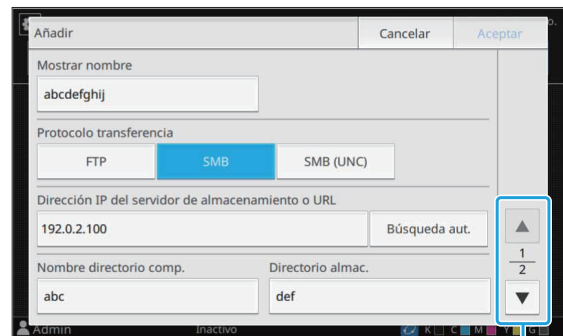 Añadir
Cancelar
Aceptar
Mostrar nombre
abcdefghij
Protocolo transferencia
FTP
SMB
SMB (UNC)
Dirección IP del servidor de almacenamiento o URL
192.0.2.100
Búsqueda aut.
1
2
Nombre directorio comp.
Directorio almac.
abc
def
Admin
Inactivo
K C M Y G